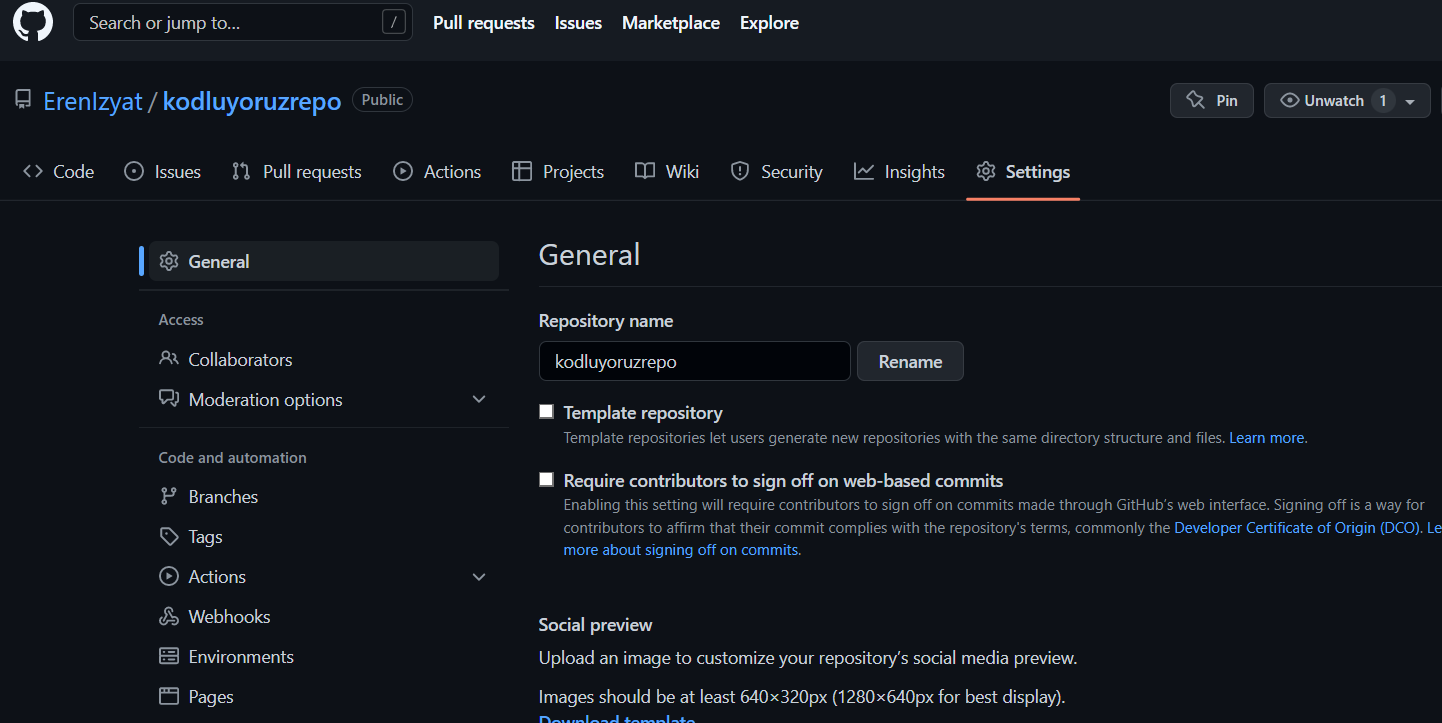 Search or jump to... /
Pull requests Issues Marketplace Explore
ErenIzyat / kodluyoruzrepo Public
Pin Unwatch 1
Code Issues Pull requests Actions Projects Wiki Security Insights Settings
General
Access
Collaborators
Moderation options
Code and automation
Branches
Tags
Actions
Webhooks
Environments
Pages
General
Repository name
kodluyoruzrepo Rename
Template repository
Template repositories let users generate new repositories with the same directory structure and files. Learn more.
Require contributors to sign off on web-based commits
Enabling this setting will require contributors to sign off on commits made through GitHub’s web interface. Signing off is a way for
contributors to affirm that their commit complies with the repository's terms, commonly the Developer Certificate of Origin (DCO). Le
more about signing off on commits.
Social preview
Upload an image to customize your repository’s social media preview.
Images should be at least 640×320px (1280×640px for best display).
Download template